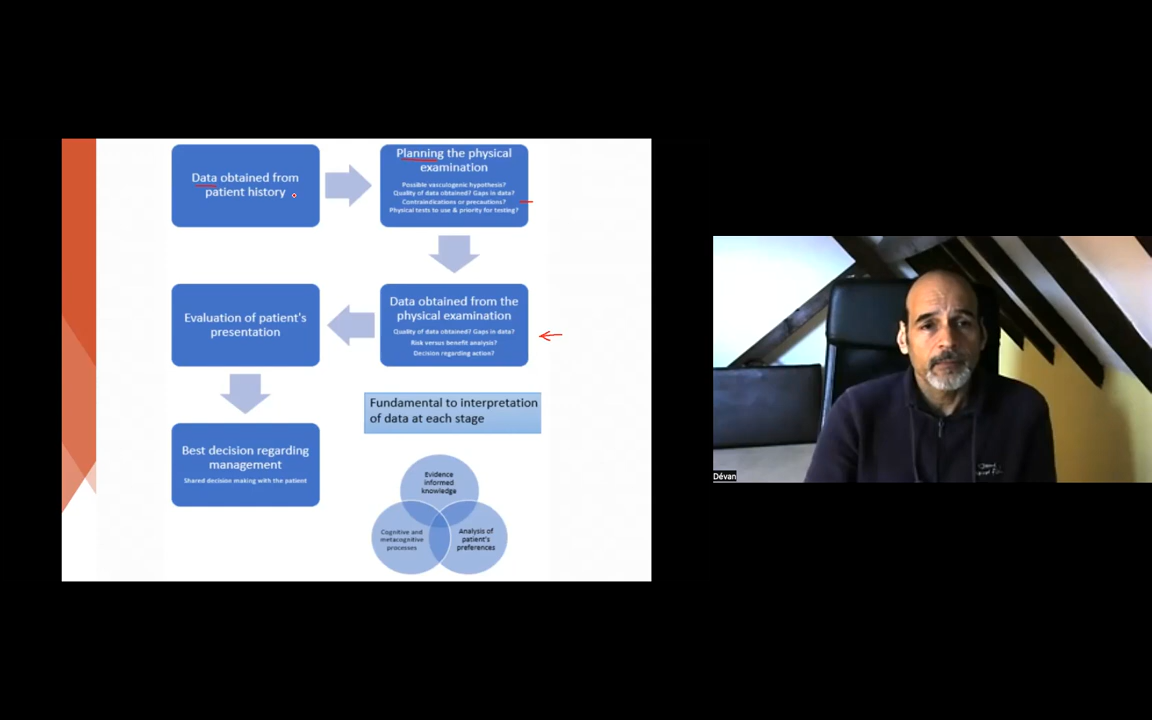 Data obtained from
patient history
Planning the physical
examination
Possible vasculogenic hypothesis?
Quality of data obtained? Gaps in data?
Contraindications or precautions?
Physical tests to use & priority for testing?
Data obtained from the
physical examination
Quality of data obtained? Gaps in data?
Risk versus benefit analysis?
Decision regarding action?
Evaluation of patient's
presentation
Best decision regarding
management
Shared decision making with the patient
Fundamental to interpretation
of data at each stage
Evidence
informed
knowledge
Cognitive and
metacognitive
processes
Analysis of
patient's
preferences
Dévan